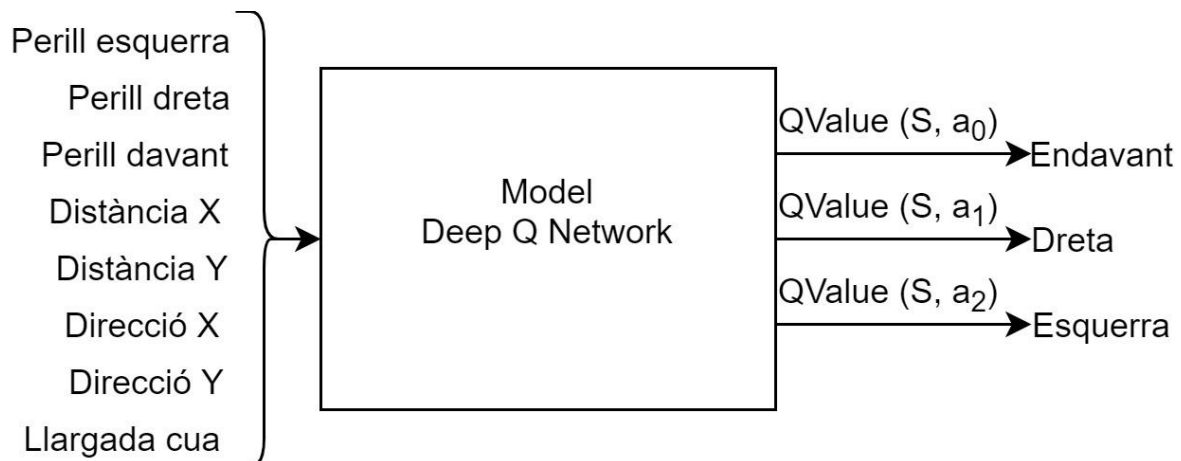 Perill esquerra
Perill dreta
Perill davant
Distància X
Distància Y
Direcció X
Direcció Y
Llargada cua
Model
Deep Q Network
QValue (S, a₀)
Endavant
QValue (S, a₁)
Dreta
QValue (S, a₂)
Esquerra